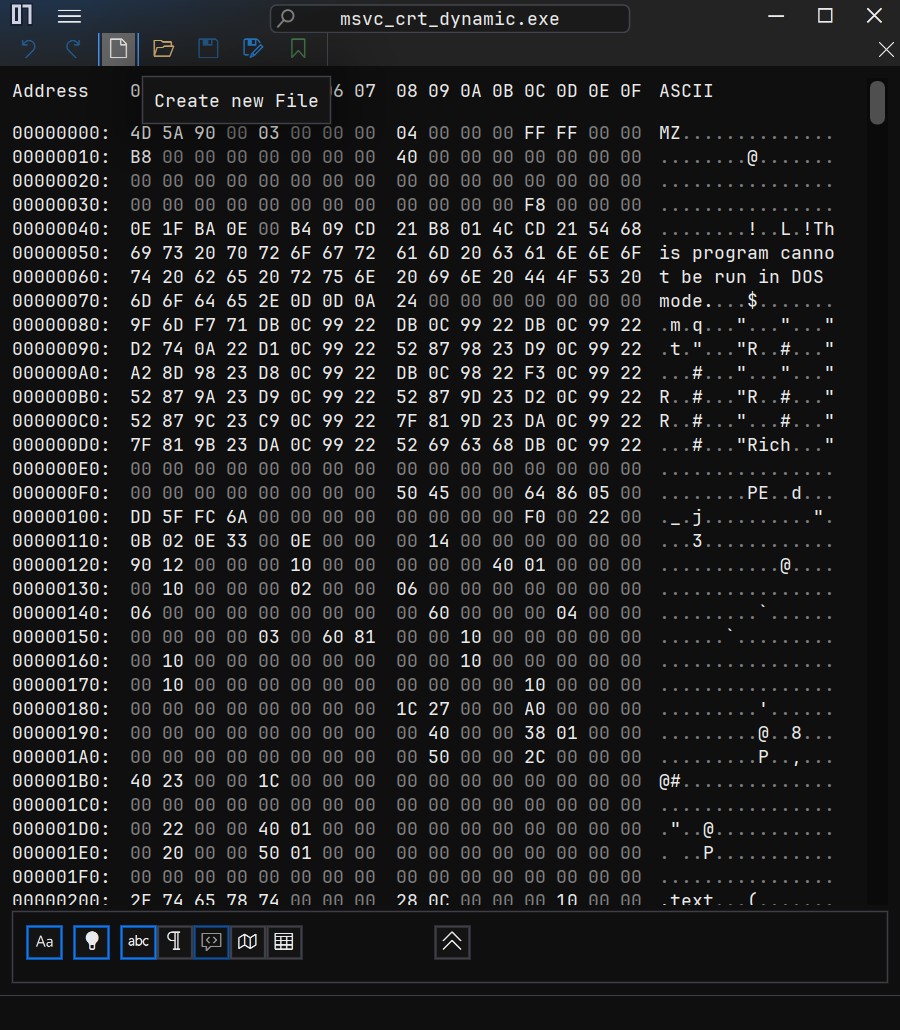 msvc_crt_dynamic.exe
Address 0 06 07 08 09 0A 0B 0C 0D 0E 0F ASCII
Create new File
00000000: 4D 5A 90 00 03 00 00 00 04 00 00 00 FF FF 00 00 MZ..............
00000010: B8 00 00 00 00 00 00 00 40 00 00 00 00 00 00 00 ........@.......
00000020: 00 00 00 00 00 00 00 00 00 00 00 00 00 00 00 00 ................
00000030: 00 00 00 00 00 00 00 00 00 00 00 00 F8 00 00 00 ................
00000040: 0E 1F BA 0E 00 B4 09 CD 21 B8 01 4C CD 21 54 68 ........!..L.!Th
00000050: 69 73 20 70 72 6F 67 72 61 6D 20 63 61 6E 6E 6F is program canno
00000060: 74 20 62 65 20 72 75 6E 20 69 6E 20 44 4F 53 20 t be run in DOS
00000070: 6D 6F 64 65 2E 0D 0D 0A 24 00 00 00 00 00 00 00 mode....$.......
00000080: 9F 6D F7 71 DB 0C 99 22 DB 0C 99 22 DB 0C 99 22 .m.q..."..."..."
00000090: D2 74 0A 22 D1 0C 99 22 52 87 98 23 D9 0C 99 22 .t."..."R..#..."
000000A0: A2 8D 98 23 D8 0C 99 22 DB 0C 98 22 F3 0C 99 22 ...#..."..."..."
000000B0: 52 87 9A 23 D9 0C 99 22 52 87 9D 23 D2 0C 99 22 R..#..."R..#..."
000000C0: 52 87 9C 23 C9 0C 99 22 7F 81 9D 23 DA 0C 99 22 R..#..."...#..."
000000D0: 7F 81 9B 23 DA 0C 99 22 52 69 63 68 DB 0C 99 22 ...#..."Rich..."
000000E0: 00 00 00 00 00 00 00 00 00 00 00 00 00 00 00 00 ................
000000F0: 00 00 00 00 00 00 00 00 50 45 00 00 64 86 05 00 ........PE..d...
00000100: DD 5F FC 6A 00 00 00 00 00 00 00 00 F0 00 22 00 ._.j..........".
00000110: 0B 02 0E 33 00 0E 00 00 00 14 00 00 00 00 00 00 ...3............
00000120: 90 12 00 00 00 10 00 00 00 00 00 40 01 00 00 00 ...........@....
00000130: 00 10 00 00 00 02 00 00 06 00 00 00 00 00 00 00 ................
00000140: 06 00 00 00 00 00 00 00 00 60 00 00 00 04 00 00 .........`......
00000150: 00 00 00 00 03 00 60 81 00 00 10 00 00 00 00 00 ......`.........
00000160: 00 10 00 00 00 00 00 00 00 00 10 00 00 00 00 00 ................
00000170: 00 10 00 00 00 00 00 00 00 00 00 00 10 00 00 00 ................
00000180: 00 00 00 00 00 00 00 00 1C 27 00 00 A0 00 00 00 .........'......
00000190: 00 00 00 00 00 00 00 00 00 40 00 00 38 01 00 00 .........@..8...
000001A0: 00 00 00 00 00 00 00 00 00 50 00 00 2C 00 00 00 .........P..,...
000001B0: 40 23 00 00 1C 00 00 00 00 00 00 00 00 00 00 00 @#..............
000001C0: 00 00 00 00 00 00 00 00 00 00 00 00 00 00 00 00 ................
000001D0: 00 22 00 00 40 01 00 00 00 00 00 00 00 00 00 00 ."..@...........
000001E0: 00 20 00 00 50 01 00 00 00 00 00 00 00 00 00 00 . ..P...........
000001F0: 00 00 00 00 00 00 00 00 00 00 00 00 00 00 00 00 ................
00000200: 2E 74 65 78 74 00 00 00 28 0C 00 00 00 10 00 00 .text...(.......
Aa abc